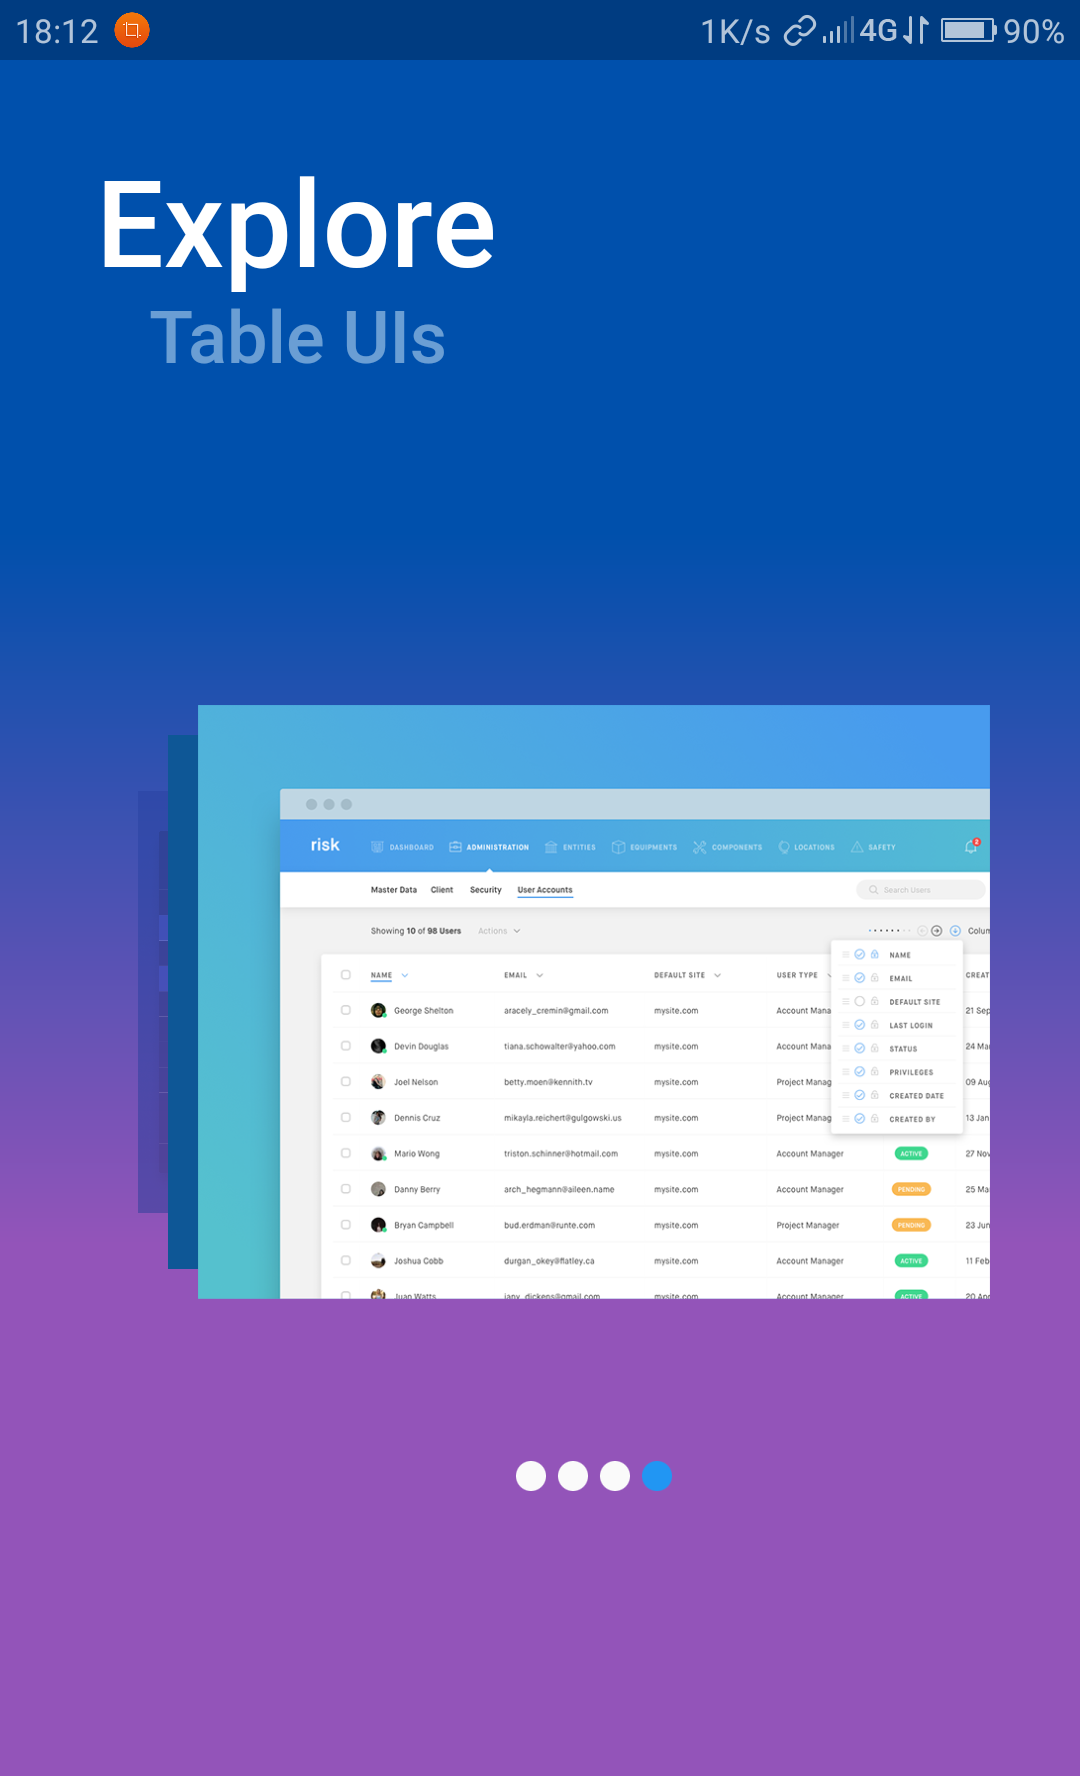 18:12 1K/s 4G 90%
Explore
Table UIs
risk DASHBOARD ADMINISTRATION ENTITIES EQUIPMENTS COMPONENTS LOCATIONS SAFETY 2
Master Data Client Security User Accounts Search Users
Showing 10 of 98 Users Actions Colum
NAME EMAIL DEFAULT SITE USER TYPE CREAT
George Shelton aracely_cremin@gmail.com mysite.com Account Mana 21 Sep
Devin Douglas tiana.schowalter@yahoo.com mysite.com Account Mana 24 Ma
Joel Nelson betty.moen@kennith.tv mysite.com Project Manag 09 Aug
Dennis Cruz mikayla.reichert@gulgowski.us mysite.com Project Manag 13 Jan
NAME
EMAIL
DEFAULT SITE
LAST LOGIN
STATUS
PRIVILEGES
CREATED DATE
CREATED BY
Mario Wong triston.schinner@hotmail.com mysite.com Account Manager ACTIVE 27 Nov
Danny Berry arch_hegmann@aileen.name mysite.com Account Manager PENDING 25 Ma
Bryan Campbell bud.erdman@runte.com mysite.com Project Manager PENDING 23 Jun
Joshua Cobb durgan_okey@flatley.ca mysite.com Account Manager ACTIVE 11 Feb
Juan Watts jany_dickens@gmail.com mysite.com Account Manager ACTIVE 20 Ap